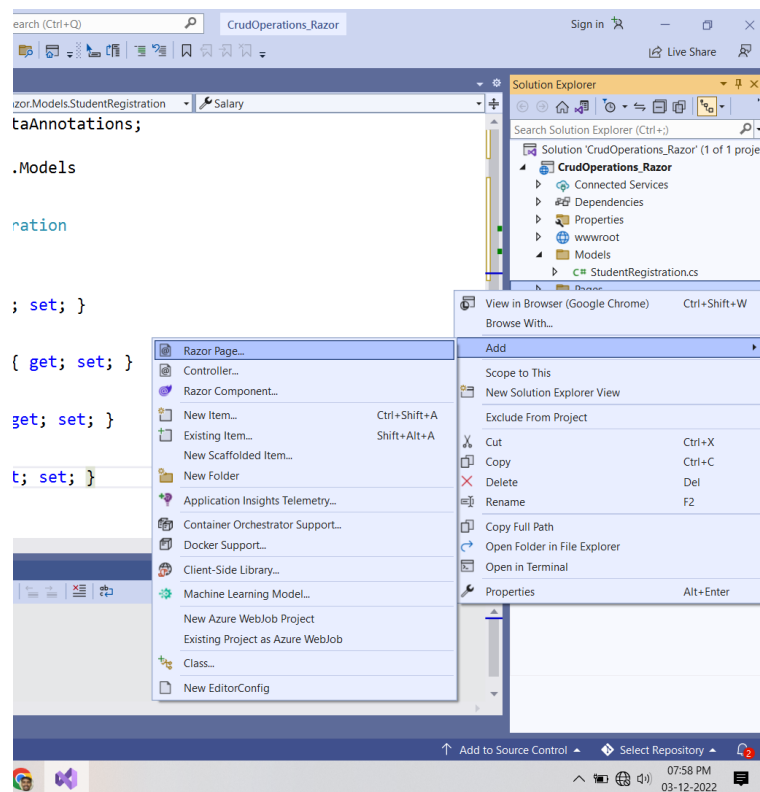 earch (Ctrl+Q)
CrudOperations_Razor
Sign in
Live Share
Solution Explorer
azor.Models.StudentRegistration
Salary
Search Solution Explorer (Ctrl+;)
Solution 'CrudOperations_Razor' (1 of 1 proje
CrudOperations_Razor
Connected Services
Dependencies
Properties
wwwroot
Models
C# StudentRegistration.cs
Pages
taAnnotations;
.Models
ration
; set; }
{ get; set; }
get; set; }
t; set; }
View in Browser (Google Chrome) Ctrl+Shift+W
Browse With...
Add
Scope to This
New Solution Explorer View
Exclude From Project
Cut Ctrl+X
Copy Ctrl+C
Delete Del
Rename F2
Copy Full Path
Open Folder in File Explorer
Open in Terminal
Properties Alt+Enter
Razor Page...
Controller...
Razor Component...
New Item... Ctrl+Shift+A
Existing Item... Shift+Alt+A
New Scaffolded Item...
New Folder
Application Insights Telemetry...
Container Orchestrator Support...
Docker Support...
Client-Side Library...
Machine Learning Model...
New Azure WebJob Project
Existing Project as Azure WebJob
Class...
New EditorConfig
Add to Source Control
Select Repository
2
07:58 PM
03-12-2022